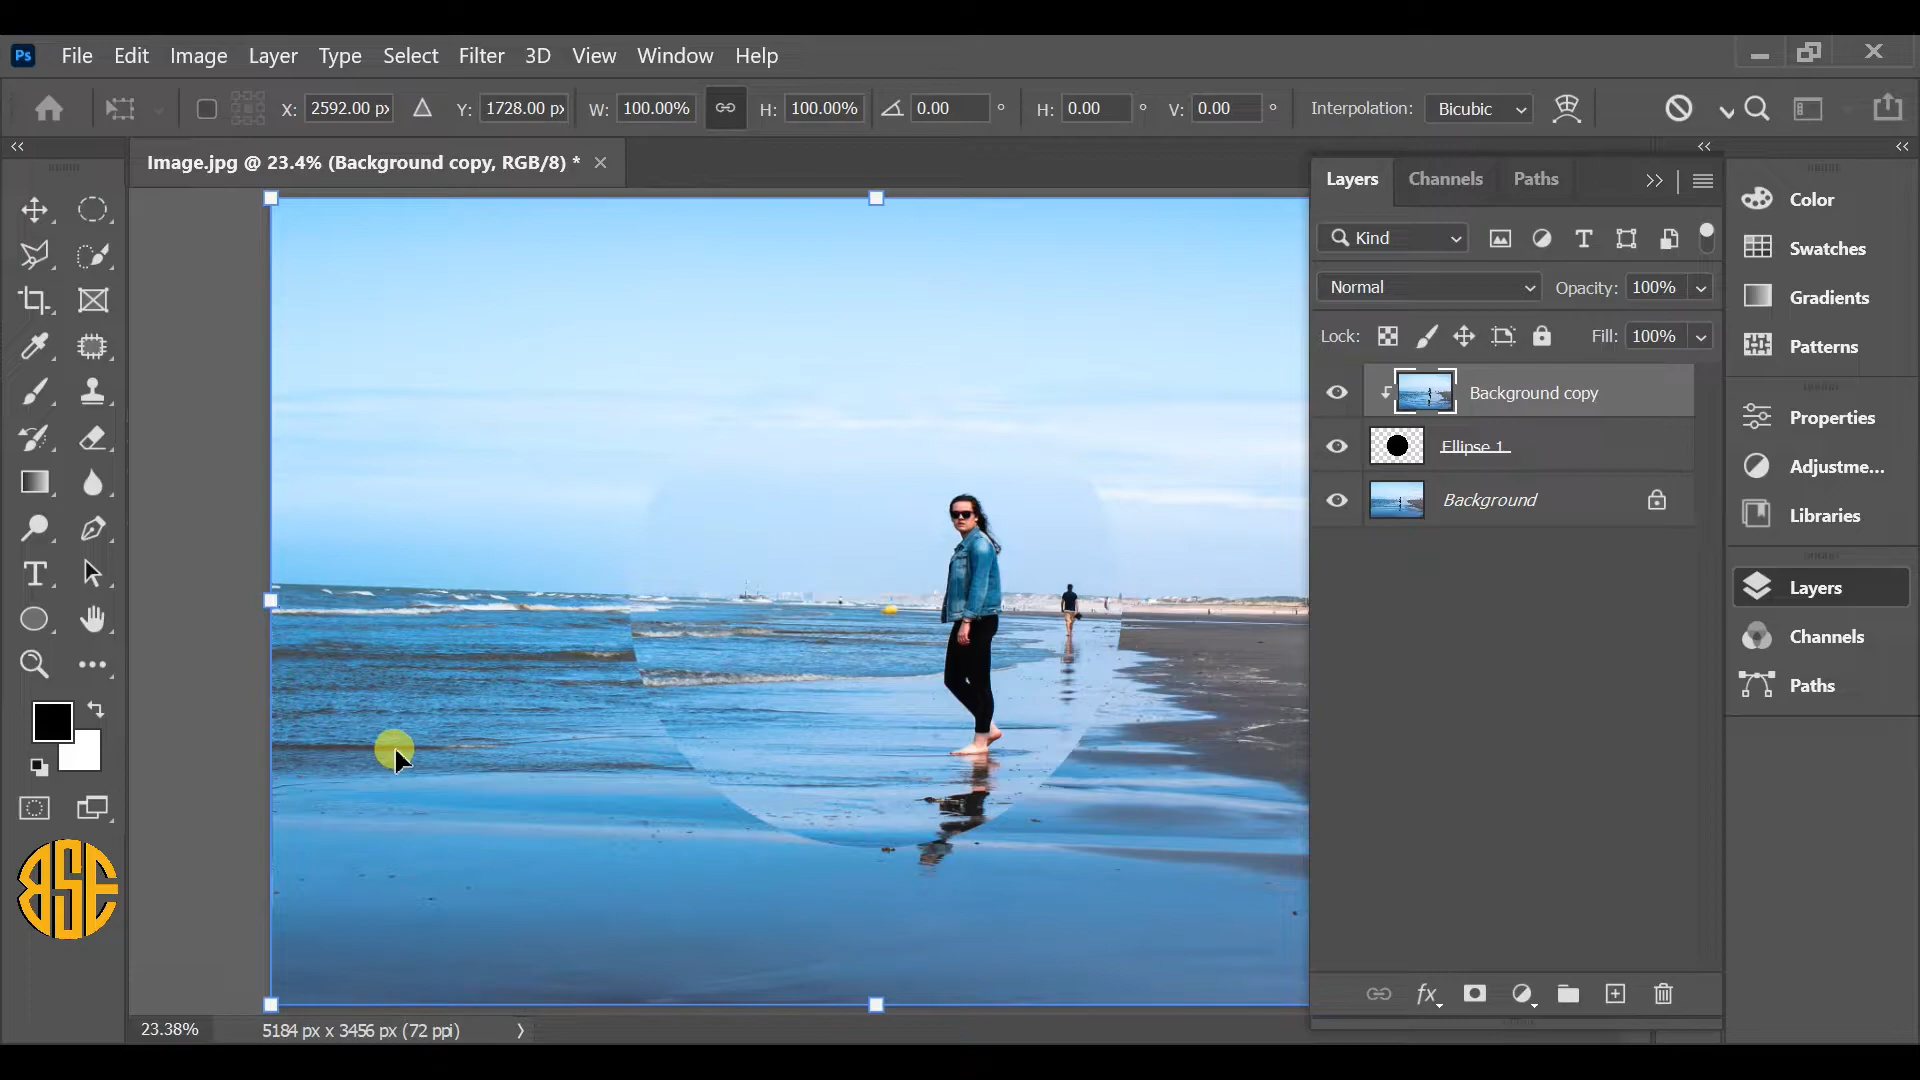 Ps File Edit Image Layer Type Select Filter 3D View Window Help
X: 2592.00 px Y: 1728.00 px W: 100.00% H: 100.00% 0.00 ° H: 0.00 ° V: 0.00 ° Interpolation: Bicubic
Image.jpg @ 23.4% (Background copy, RGB/8) *
Layers Channels Paths
Kind
Normal Opacity: 100%
Lock: Fill: 100%
Background copy
Ellipse 1
Background
Color
Swatches
Gradients
Patterns
Properties
Adjustme...
Libraries
Layers
Channels
Paths
BSE
fx
23.38% 5184 px x 3456 px (72 ppi)